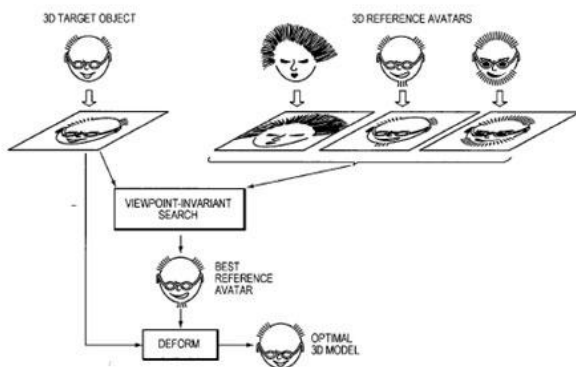 3D TARGET OBJECT
3D REFERENCE AVATARS
VIEWPOINT-INVARIANT
SEARCH
BEST
REFERENCE
AVATAR
DEFORM
OPTIMAL
3D MODEL